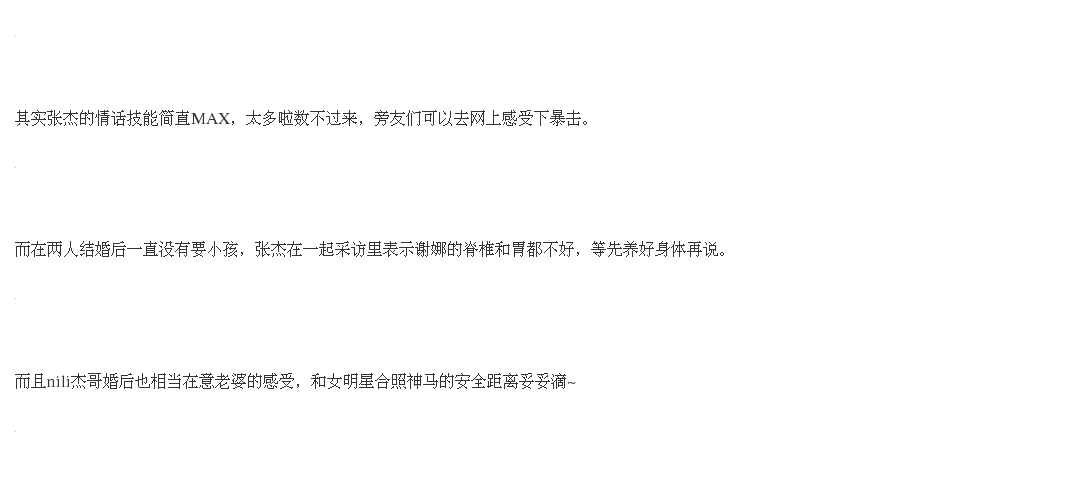 其实张杰的情话技能简直MAX，太多啦数不过来，旁友们可以去网上感受下暴击。
而在两人结婚后一直没有要小孩，张杰在一起采访里表示谢娜的脊椎和胃都不好，等先养好身体再说。
而且nili杰哥婚后也相当在意老婆的感受，和女明星合照神马的安全距离妥妥滴~